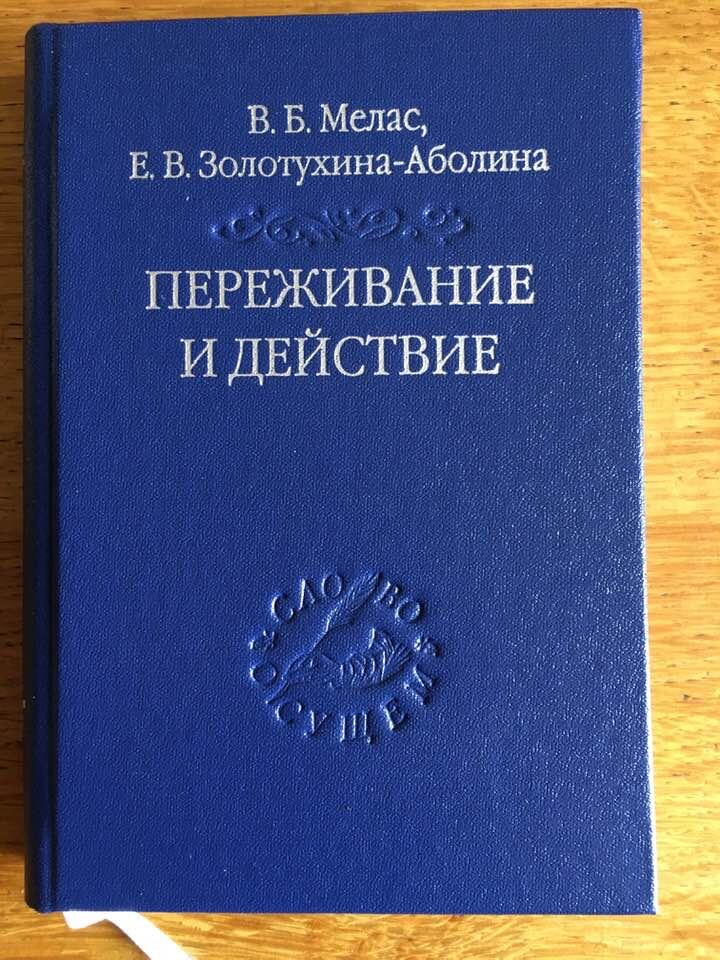 В. Б. Мелас,
Е. В. Золотухина-Аболина
ПЕРЕЖИВАНИЕ
И ДЕЙСТВИЕ
СЛОВО
О СУЩЕМ